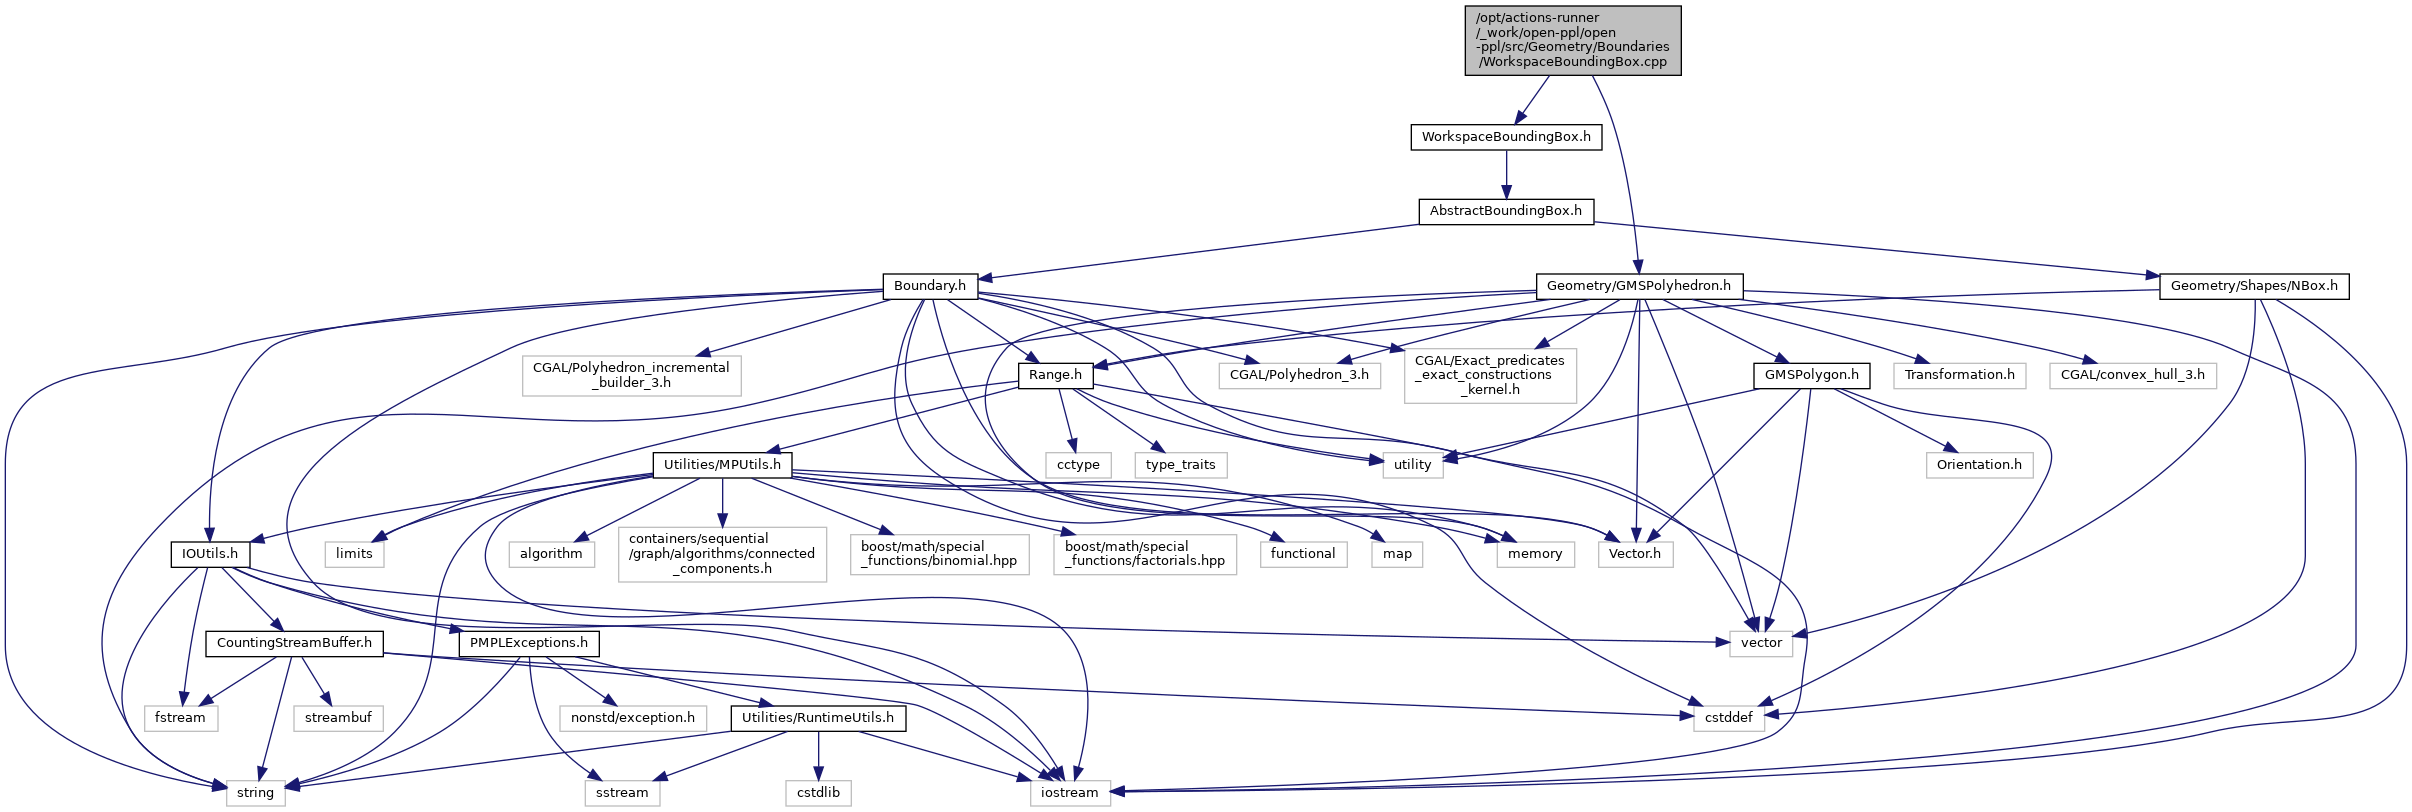 /opt/actions-runner
/_work/open-ppl/open
-ppl/src/Geometry/Boundaries
/WorkspaceBoundingBox.cpp
WorkspaceBoundingBox.h
AbstractBoundingBox.h
Boundary.h
Geometry/GMSPolyhedron.h
Geometry/Shapes/NBox.h
CGAL/Polyhedron_incremental
_builder_3.h
Range.h
CGAL/Polyhedron_3.h
CGAL/Exact_predicates
_exact_constructions
_kernel.h
GMSPolygon.h
Transformation.h
CGAL/convex_hull_3.h
Utilities/MPUtils.h
cctype
type_traits
utility
Orientation.h
IOUtils.h
limits
algorithm
containers/sequential
/graph/algorithms/connected
_components.h
boost/math/special
_functions/binomial.hpp
boost/math/special
_functions/factorials.hpp
functional
map
memory
Vector.h
CountingStreamBuffer.h
PMPLExceptions.h
vector
fstream
streambuf
nonstd/exception.h
Utilities/RuntimeUtils.h
cstddef
string
sstream
cstdlib
iostream